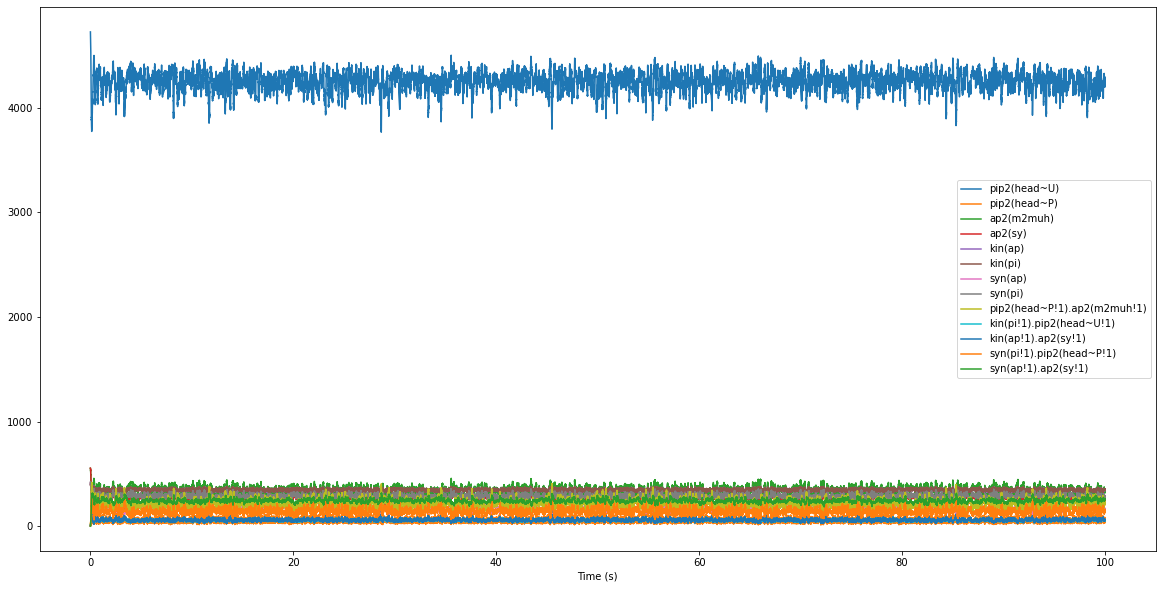 4000
3000
2000
1000
0
0 20 40 60 80 100
Time (s)
pip2(head~U)
pip2(head~P)
ap2(m2muh)
ap2(sy)
kin(ap)
kin(pi)
syn(ap)
syn(pi)
pip2(head~P!1).ap2(m2muh!1)
kin(pi!1).pip2(head~U!1)
kin(ap!1).ap2(sy!1)
syn(pi!1).pip2(head~P!1)
syn(ap!1).ap2(sy!1)